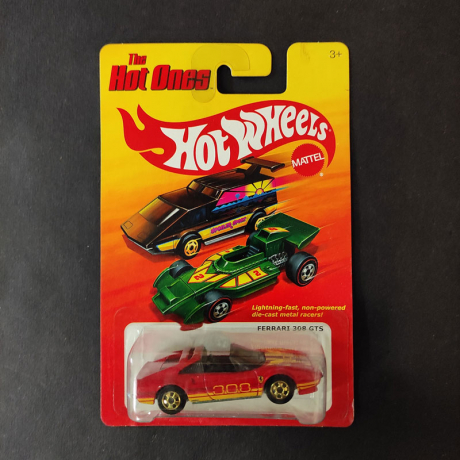 The
Hot Ones
3+
Hot Wheels
MATTEL
Lightning-fast, non-powered
die-cast metal racers!
FERRARI 308 GTS
308